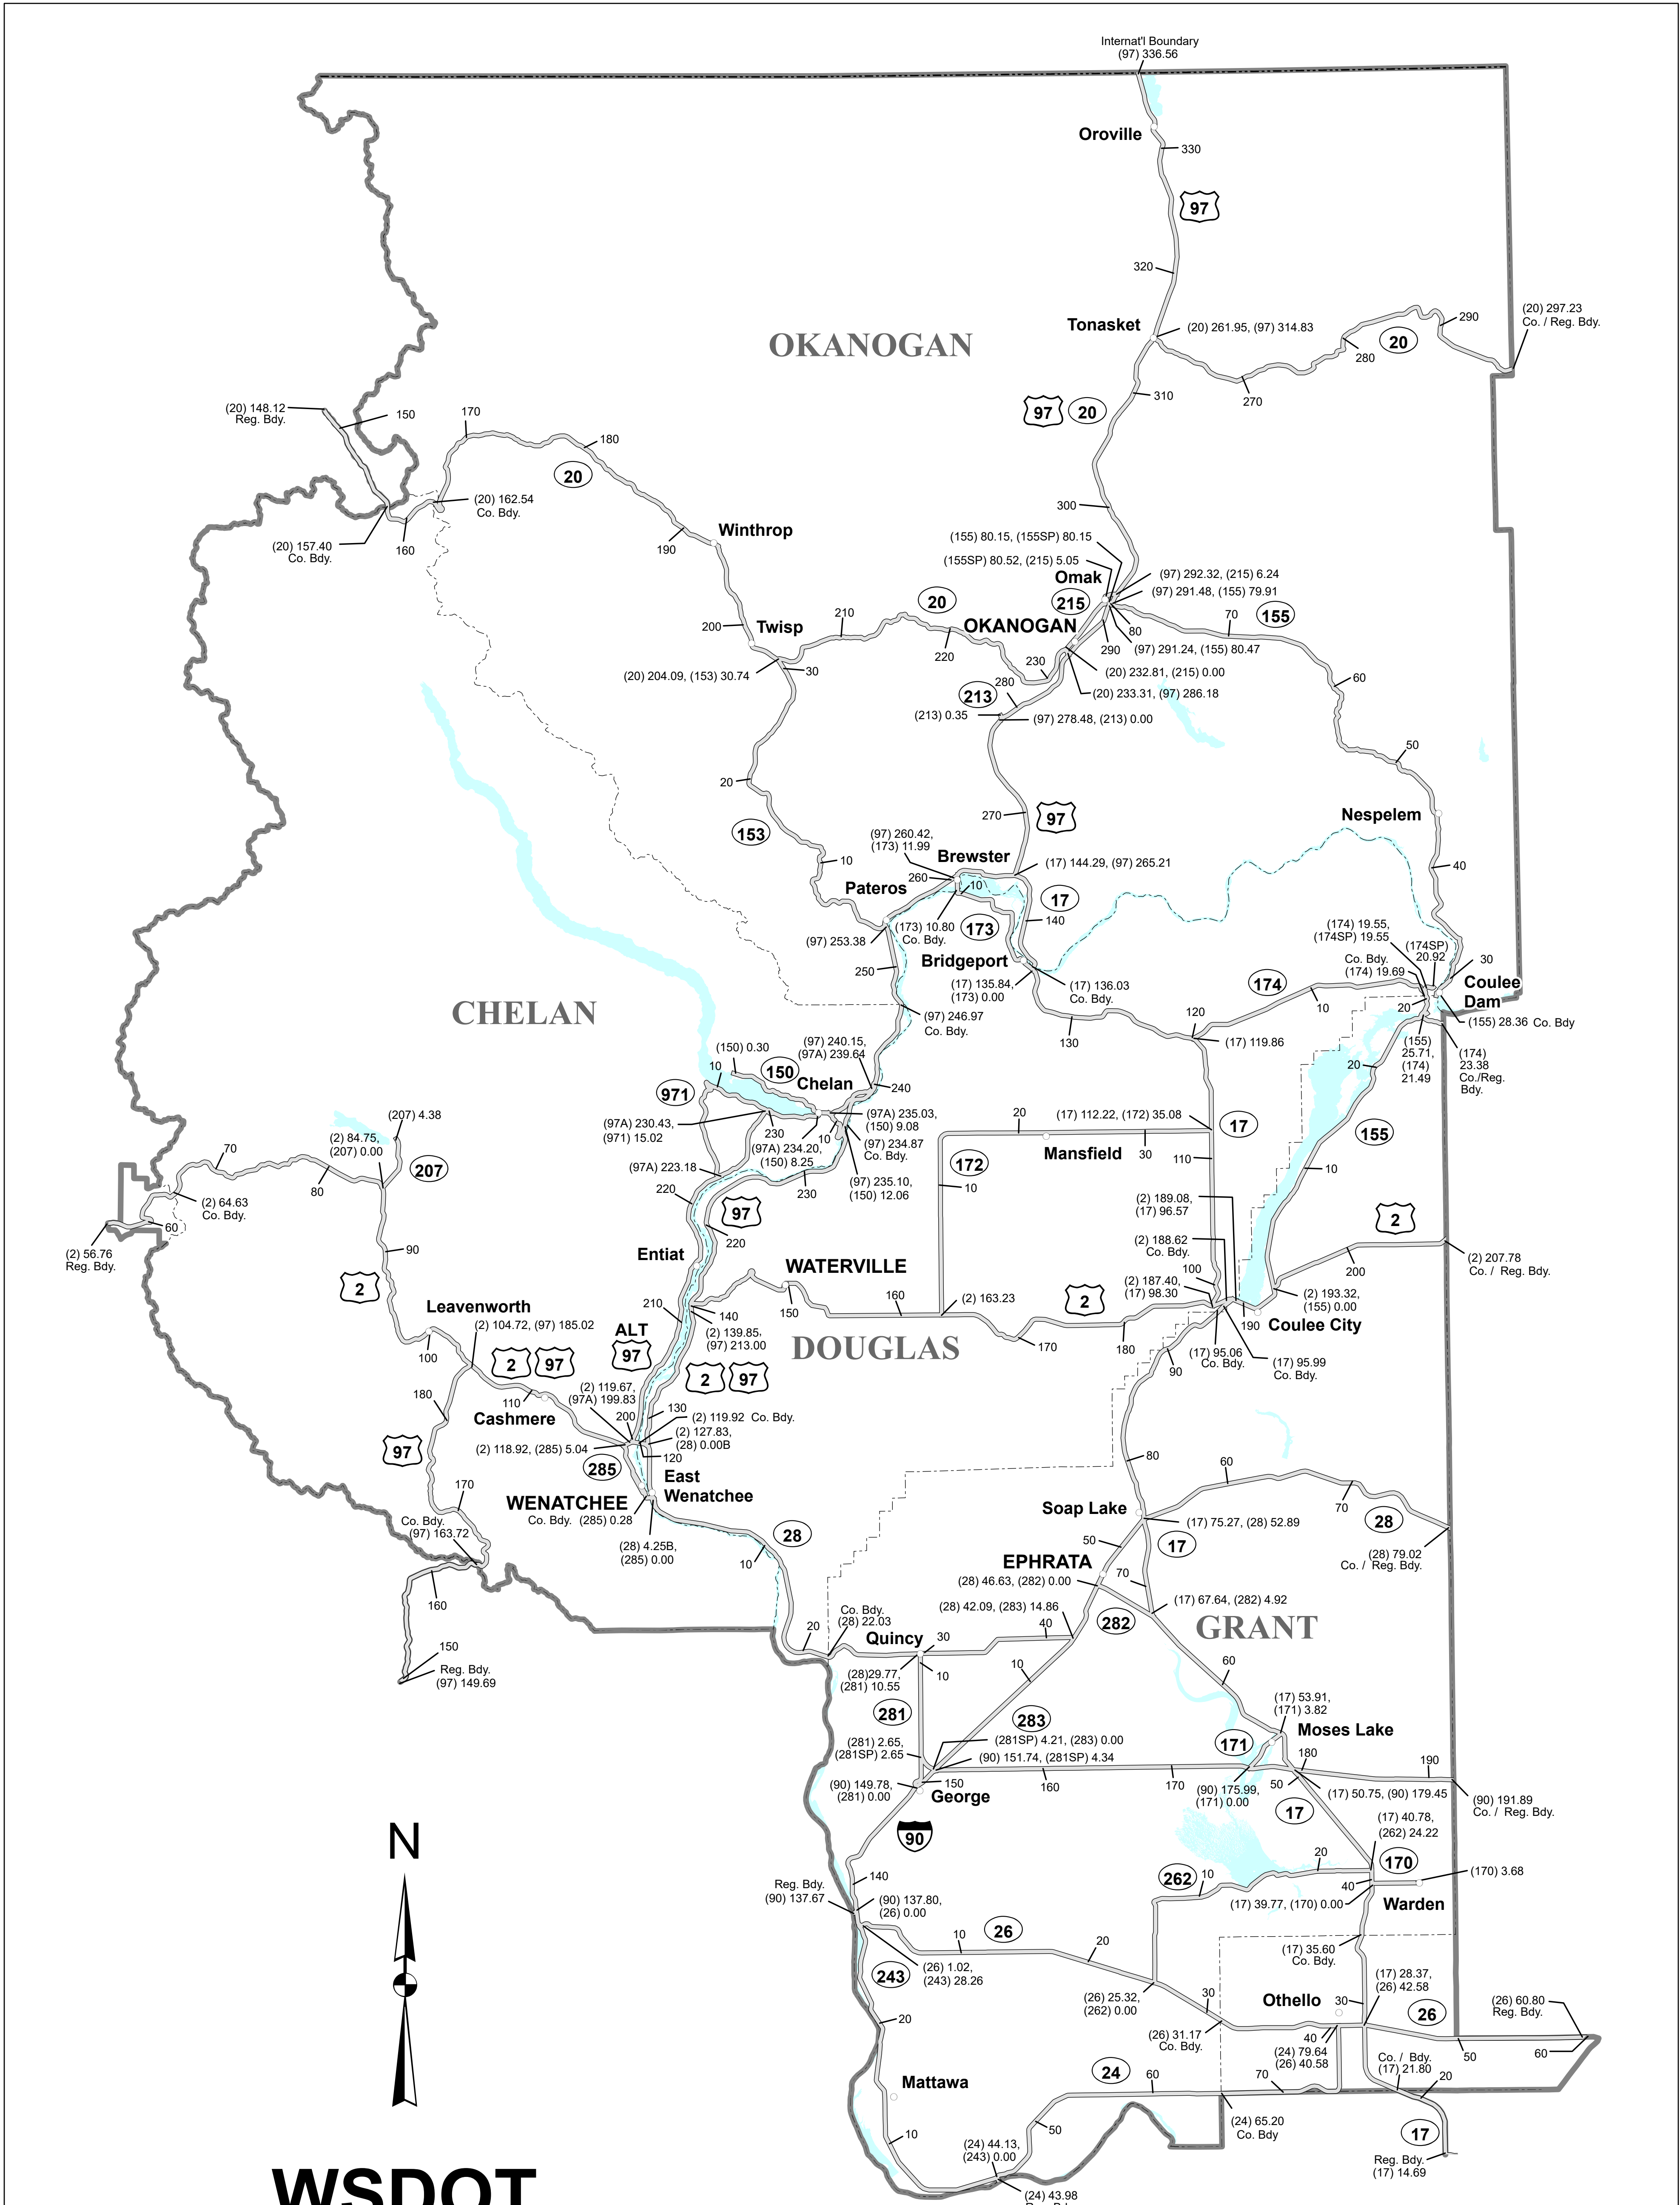 Internat'l Boundary
(97) 336.56
Oroville
330
97
320
Tonasket
(20) 261.95, (97) 314.83
290
(20) 297.23
Co. / Reg. Bdy.
20
280
270
OKANOGAN
97
20
310
(20) 148.12
Reg. Bdy.
150
170
180
20
(20) 162.54
Co. Bdy.
(20) 157.40
Co. Bdy.
160
190
Winthrop
300
(155) 80.15, (155SP) 80.15
(155SP) 80.52, (215) 5.05
Omak
(97) 292.32, (215) 6.24
(97) 291.48, (155) 79.91
20
215
70
155
210
200
Twisp
OKANOGAN
80
220
290
(97) 291.24, (155) 80.47
230
(20) 204.09, (153) 30.74
30
(20) 232.81, (215) 0.00
60
280
213
(20) 233.31, (97) 286.18
(213) 0.35
(97) 278.48, (213) 0.00
50
20
270
97
Nespelem
153
(97) 260.42,
(173) 11.99
Brewster
10
(17) 144.29, (97) 265.21
40
260
10
Pateros
17
140
(173) 10.80
Co. Bdy.
173
(97) 253.38
(174) 19.55,
(174SP) 19.55
(174SP)
20.92
30
Bridgeport
Co. Bdy.
(174) 19.69
250
Coulee
Dam
(17) 135.84,
(173) 0.00
(17) 136.03
Co. Bdy.
174
10
20
CHELAN
(97) 246.97
Co. Bdy.
120
(155) 28.36 Co. Bdy
130
(17) 119.86
(155)
25.71,
(174)
21.49
(174)
23.38
Co./Reg.
Bdy.
(97) 240.15,
(97A) 239.64
(150) 0.30
10
150
Chelan
240
20
971
(97A) 235.03,
(150) 9.08
20
(17) 112.22, (172) 35.08
17
155
(97A) 230.43,
(971) 15.02
230
10
(97A) 234.20,
(150) 8.25
(97) 234.87
Co. Bdy.
(207) 4.38
(2) 84.75,
(207) 0.00
70
207
80
Mansfield
30
110
172
10
10
(97A) 223.18
(97) 235.10,
(150) 12.06
220
230
(2) 64.63
Co. Bdy.
60
(2) 56.76
Reg. Bdy.
97
220
(2) 189.08,
(17) 96.57
2
90
Entiat
(2) 188.62
Co. Bdy.
(2) 207.78
Co. / Reg. Bdy.
200
2
WATERVILLE
100
(2) 187.40,
(17) 98.30
(2) 193.32,
(155) 0.00
150
160
(2) 163.23
2
210
140
Leavenworth
(2) 104.72, (97) 185.02
190
Coulee City
ALT
97
(2) 139.85,
(97) 213.00
DOUGLAS
170
180
(17) 95.06
Co. Bdy.
(17) 95.99
Co. Bdy.
90
100
2
97
2
97
180
110
(2) 119.67,
(97A) 199.83
Cashmere
130
200
(2) 119.92 Co. Bdy.
(2) 127.83,
(28) 0.00B
97
(2) 118.92, (285) 5.04
120
285
80
60
East
Wenatchee
70
170
WENATCHEE
Co. Bdy. (285) 0.28
Soap Lake
28
(17) 75.27, (28) 52.89
Co. Bdy.
(97) 163.72
28
(28) 4.25B,
(285) 0.00
50
17
(28) 79.02
Co. / Reg. Bdy.
10
EPHRATA
70
(28) 46.63, (282) 0.00
160
(17) 67.64, (282) 4.92
Co. Bdy.
(28) 22.03
(28) 42.09, (283) 14.86
40
282
GRANT
20
Quincy
30
150
Reg. Bdy.
(97) 149.69
(28)29.77,
(281) 10.55
10
10
60
(17) 53.91,
(171) 3.82
281
283
Moses Lake
171
(281) 2.65,
(281SP) 2.65
(281SP) 4.21, (283) 0.00
(90) 151.74, (281SP) 4.34
180
190
(90) 149.78,
(281) 0.00
150
160
170
(90) 175.99,
(171) 0.00
50
(17) 50.75, (90) 179.45
(90) 191.89
Co. / Reg. Bdy.
George
17
N
90
(17) 40.78,
(262) 24.22
20
170
140
262
10
(170) 3.68
Reg. Bdy.
(90) 137.67
40
(90) 137.80,
(26) 0.00
(17) 39.77, (170) 0.00
Warden
10
26
20
(17) 35.60
Co. Bdy.
243
(26) 1.02,
(243) 28.26
(17) 28.37,
(26) 42.58
(26) 25.32,
(262) 0.00
30
Othello
30
26
(26) 60.80
Reg. Bdy.
20
(26) 31.17
Co. Bdy.
40
(24) 79.64
(26) 40.58
50
60
Co. / Bdy.
(17) 21.80
Mattawa
24
60
70
20
10
50
(24) 65.20
Co. Bdy
17
(24) 44.13,
(243) 0.00
Reg. Bdy.
(17) 14.69
WSDOT
(24) 43.98